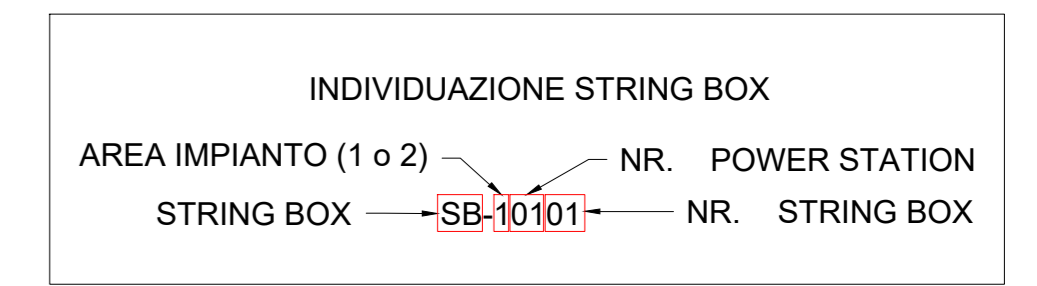 INDIVIDUAZIONE STRING BOX
AREA IMPIANTO (1 o 2) NR. POWER STATION
STRING BOX SB-10101 NR. STRING BOX